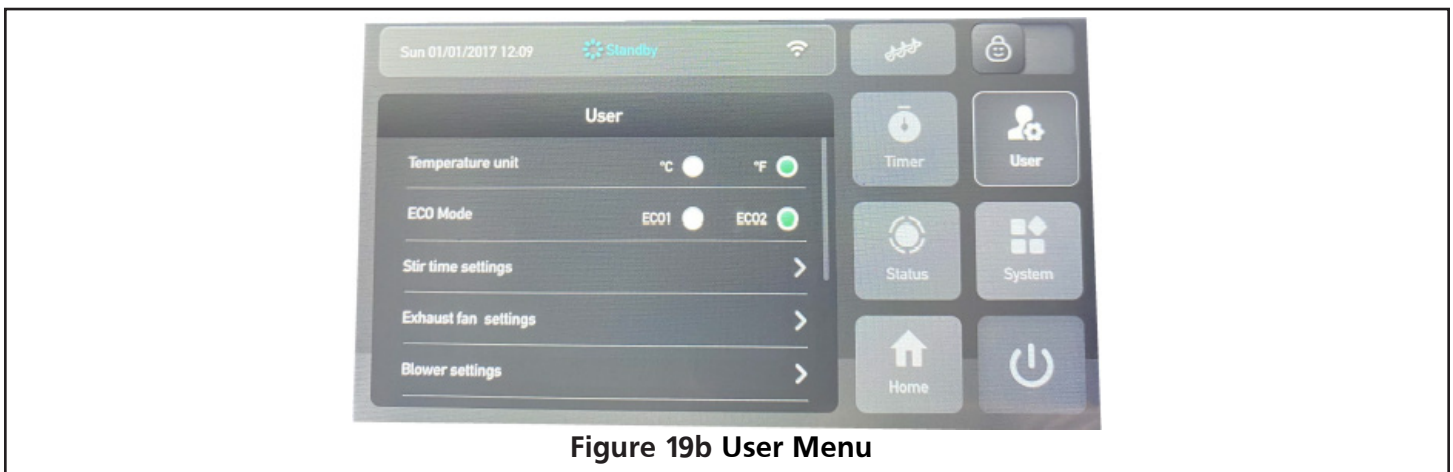 Sun 01/01/2017 12:09 Standby
User
Temperature unit °C °F
ECO Mode ECO1 ECO2
Stir time settings
Exhaust fan settings
Blower settings
Timer User
Status System
Home
Figure 19b User Menu